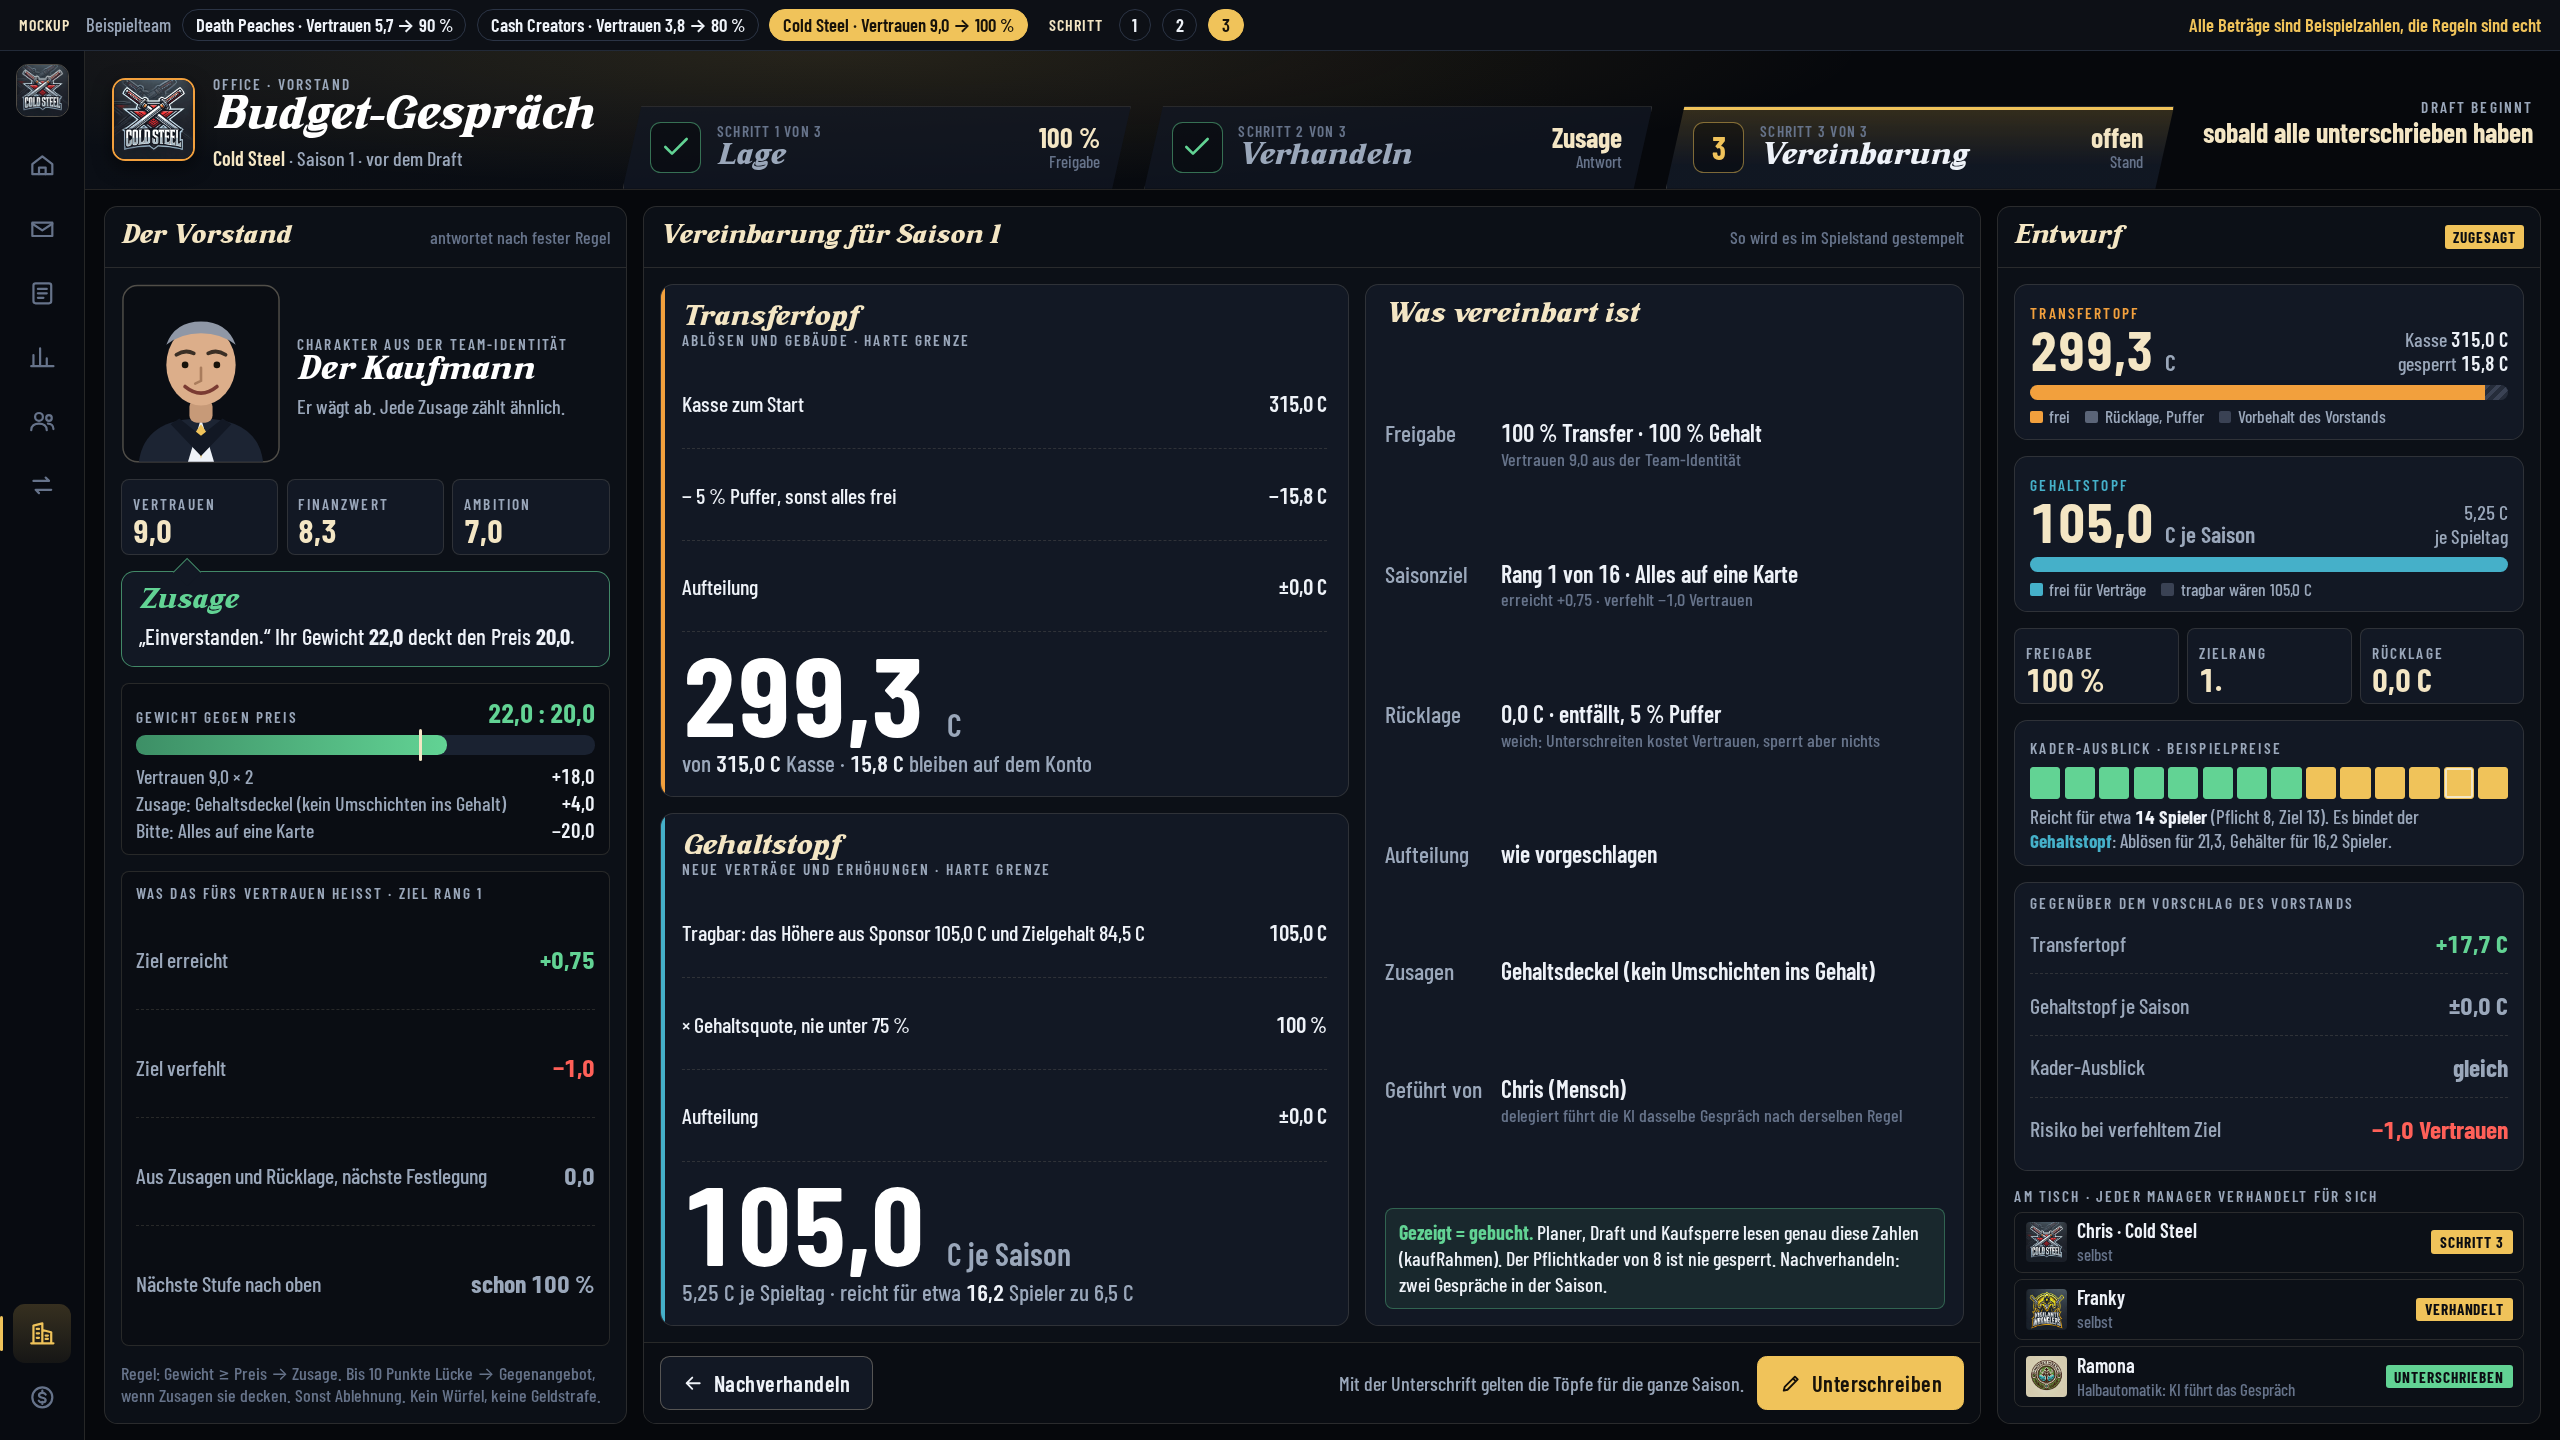 MOCKUP Beispielteam Death Peaches · Vertrauen 5,7 → 90 % Cash Creators · Vertrauen 3,8 → 80 % Cold Steel · Vertrauen 9,0 → 100 % SCHRITT 1 2 3 Alle Beträge sind Beispielzahlen, die Regeln sind echt
COLD STEEL
COLD STEEL
OFFICE · VORSTAND
Budget-Gespräch
Cold Steel · Saison 1 · vor dem Draft
SCHRITT 1 VON 3
Lage
100 %
Freigabe
SCHRITT 2 VON 3
Verhandeln
Zusage
Antwort
3
SCHRITT 3 VON 3
Vereinbarung
offen
Stand
DRAFT BEGINNT
sobald alle unterschrieben haben
Der Vorstand
antwortet nach fester Regel
CHARAKTER AUS DER TEAM-IDENTITÄT
Der Kaufmann
Er wägt ab. Jede Zusage zählt ähnlich.
VERTRAUEN
9,0
FINANZWERT
8,3
AMBITION
7,0
Zusage
„Einverstanden.“ Ihr Gewicht 22,0 deckt den Preis 20,0.
GEWICHT GEGEN PREIS 22,0 : 20,0
Vertrauen 9,0 × 2 +18,0
Zusage: Gehaltsdeckel (kein Umschichten ins Gehalt) +4,0
Bitte: Alles auf eine Karte −20,0
WAS DAS FÜRS VERTRAUEN HEISST · ZIEL RANG 1
Ziel erreicht +0,75
Ziel verfehlt −1,0
Aus Zusagen und Rücklage, nächste Festlegung 0,0
Nächste Stufe nach oben schon 100 %
Regel: Gewicht ≥ Preis → Zusage. Bis 10 Punkte Lücke → Gegenangebot,
wenn Zusagen sie decken. Sonst Ablehnung. Kein Würfel, keine Geldstrafe.
Vereinbarung für Saison 1
So wird es im Spielstand gestempelt
Transfertopf
ABLÖSEN UND GEBÄUDE · HARTE GRENZE
Kasse zum Start 315,0 C
− 5 % Puffer, sonst alles frei −15,8 C
Aufteilung ±0,0 C
299,3 C
von 315,0 C Kasse · 15,8 C bleiben auf dem Konto
Gehaltstopf
NEUE VERTRÄGE UND ERHÖHUNGEN · HARTE GRENZE
Tragbar: das Höhere aus Sponsor 105,0 C und Zielgehalt 84,5 C 105,0 C
× Gehaltsquote, nie unter 75 % 100 %
Aufteilung ±0,0 C
105,0 C je Saison
5,25 C je Spieltag · reicht für etwa 16,2 Spieler zu 6,5 C
Was vereinbart ist
Freigabe 100 % Transfer · 100 % Gehalt
Vertrauen 9,0 aus der Team-Identität
Saisonziel Rang 1 von 16 · Alles auf eine Karte
erreicht +0,75 · verfehlt −1,0 Vertrauen
Rücklage 0,0 C · entfällt, 5 % Puffer
weich: Unterschreiten kostet Vertrauen, sperrt aber nichts
Aufteilung wie vorgeschlagen
Zusagen Gehaltsdeckel (kein Umschichten ins Gehalt)
Geführt von Chris (Mensch)
delegiert führt die KI dasselbe Gespräch nach derselben Regel
Gezeigt = gebucht. Planer, Draft und Kaufsperre lesen genau diese Zahlen
(kaufRahmen). Der Pflichtkader von 8 ist nie gesperrt. Nachverhandeln:
zwei Gespräche in der Saison.
← Nachverhandeln
Mit der Unterschrift gelten die Töpfe für die ganze Saison.
Unterschreiben
Entwurf
ZUGESAGT
TRANSFERTOPF
299,3 C
Kasse 315,0 C
gesperrt 15,8 C
frei Rücklage, Puffer Vorbehalt des Vorstands
GEHALTSTOPF
105,0 C je Saison
5,25 C
je Spieltag
frei für Verträge tragbar wären 105,0 C
FREIGABE
100 %
ZIELRANG
1.
RÜCKLAGE
0,0 C
KADER-AUSBLICK · BEISPIELPREISE
Reicht für etwa 14 Spieler (Pflicht 8, Ziel 13). Es bindet der
Gehaltstopf: Ablösen für 21,3, Gehälter für 16,2 Spieler.
GEGENÜBER DEM VORSCHLAG DES VORSTANDS
Transfertopf +17,7 C
Gehaltstopf je Saison ±0,0 C
Kader-Ausblick gleich
Risiko bei verfehltem Ziel −1,0 Vertrauen
AM TISCH · JEDER MANAGER VERHANDELT FÜR SICH
Chris · Cold Steel
selbst
SCHRITT 3
Franky
selbst
VERHANDELT
Ramona
Halbautomatik: KI führt das Gespräch
UNTERSCHRIEBEN